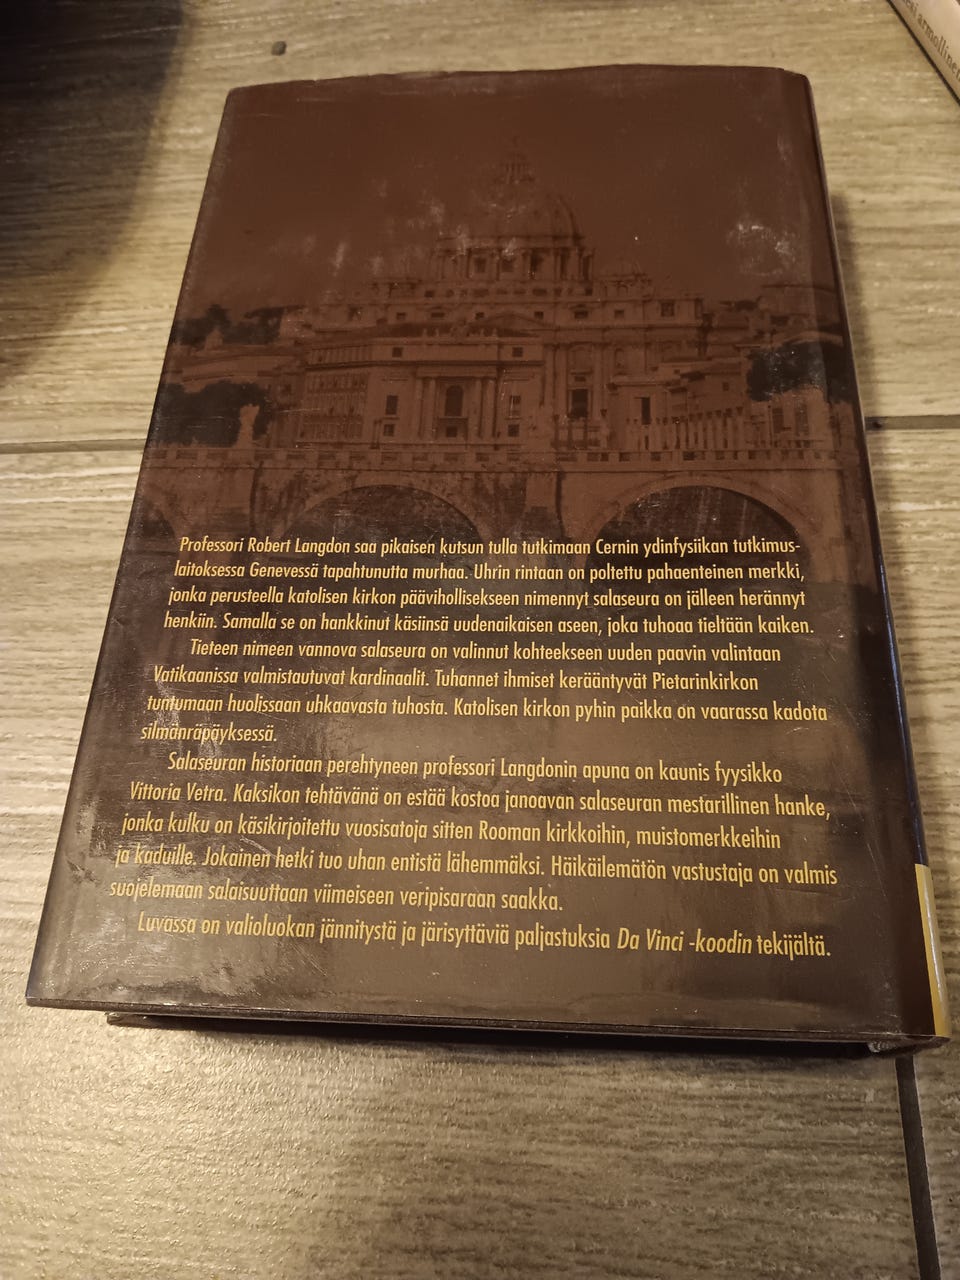 esi armollinen
Professori Robert Langdon saa pikaisen kutsun tulla tutkimaan Cernin ydinfysiikan tutkimus-
laitoksessa Genevessä tapahtunutta murhaa. Uhrin rintaan on poltettu pahaenteinen merkki,
jonka perusteella katolisen kirkon päävihollisekseen nimennyt salaseura on jälleen herännyt
henkiin. Samalla se on hankkinut käsiinsä uudenaikaisen aseen, joka tuhoaa tieltään kaiken.
Tieteen nimeen vannova salaseura on valinnut kohteekseen uuden paavin valintaan
Vatikaanissa valmistautuvat kardinaalit. Tuhannet ihmiset kerääntyvät Pietarinkirkon
tuntumaan huolissaan uhkaavasta tuhosta. Katolisen kirkon pyhin paikka on vaarassa kadota
silmänräpäyksessä.
Salaseuran historiaan perehtyneen professori Langdonin apuna on kaunis fyysikko
Vittoria Vetra. Kaksikon tehtävänä on estää kostoa janoavan salaseuran mestarillinen hanke,
jonka kulku on käsikirjoitettu vuosisatoja sitten Rooman kirkkoihin, muistomerkkeihin
ja kaduille. Jokainen hetki tuo uhan entistä lähemmäksi. Häikäilemätön vastustaja on valmis
suojelemaan salaisuuttaan viimeiseen veripisaraan saakka.
Luvassa on valioluokan jännitystä ja järisyttäviä paljastuksia Da Vinci -koodin tekijältä.